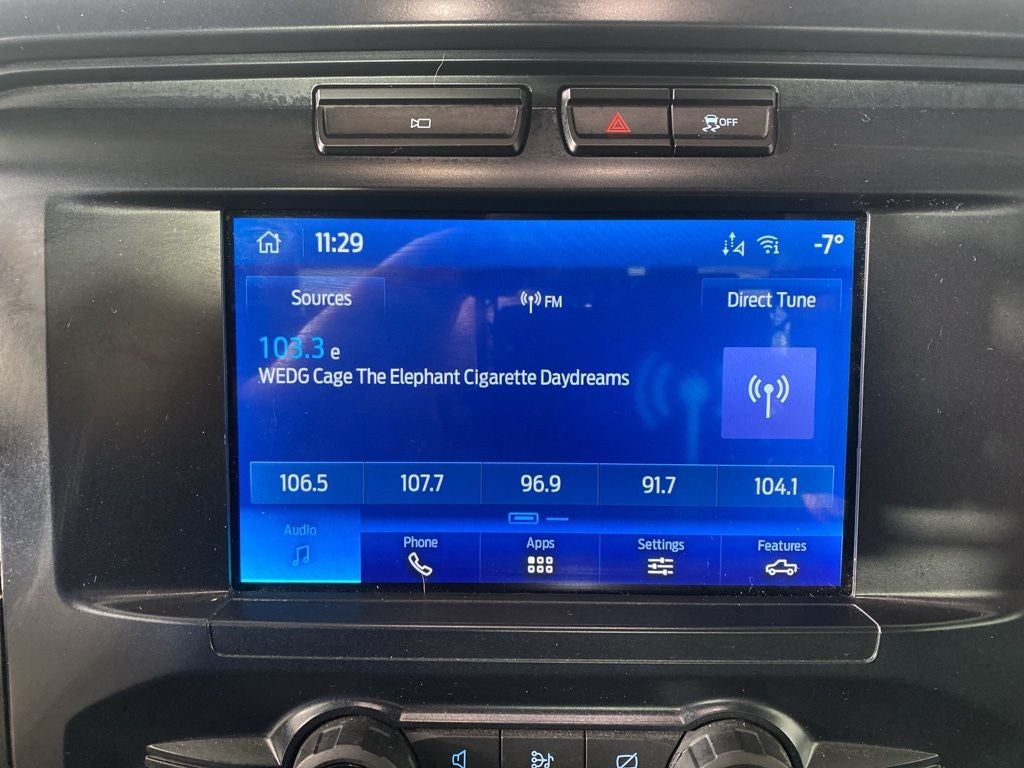 OFF
11:29 -7°
Sources FM Direct Tune
103.3 e
WEDG Cage The Elephant Cigarette Daydreams
106.5 107.7 96.9 91.7 104.1
Audio Phone Apps Settings Features